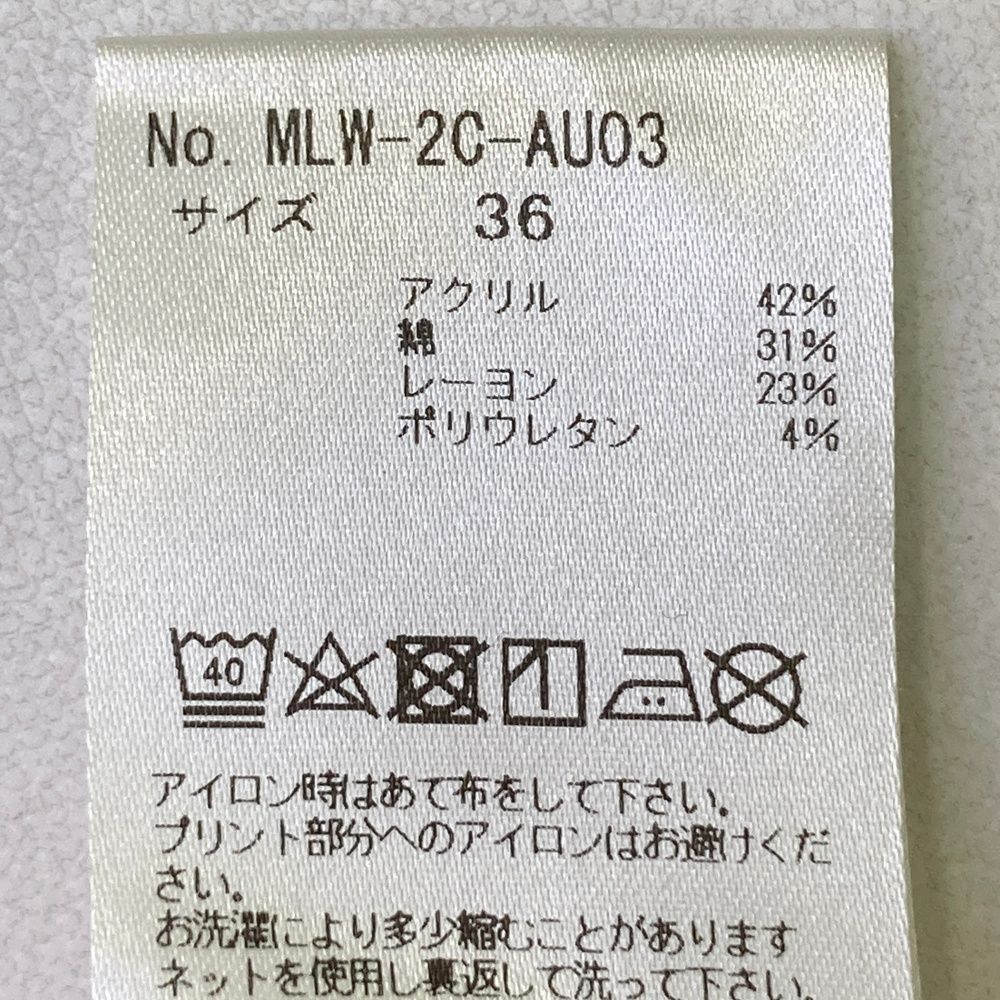 No. MLW-2C-AU03
サイズ 36
アクリル 42%
綿 31%
レーヨン 23%
ポリウレタン 4%
40
アイロン時はあて布をして下さい。
プリント部分へのアイロンはお避けくだ
さい。
お洗濯により多少縮むことがあります
ネットを使用し裏返して洗って下さい。